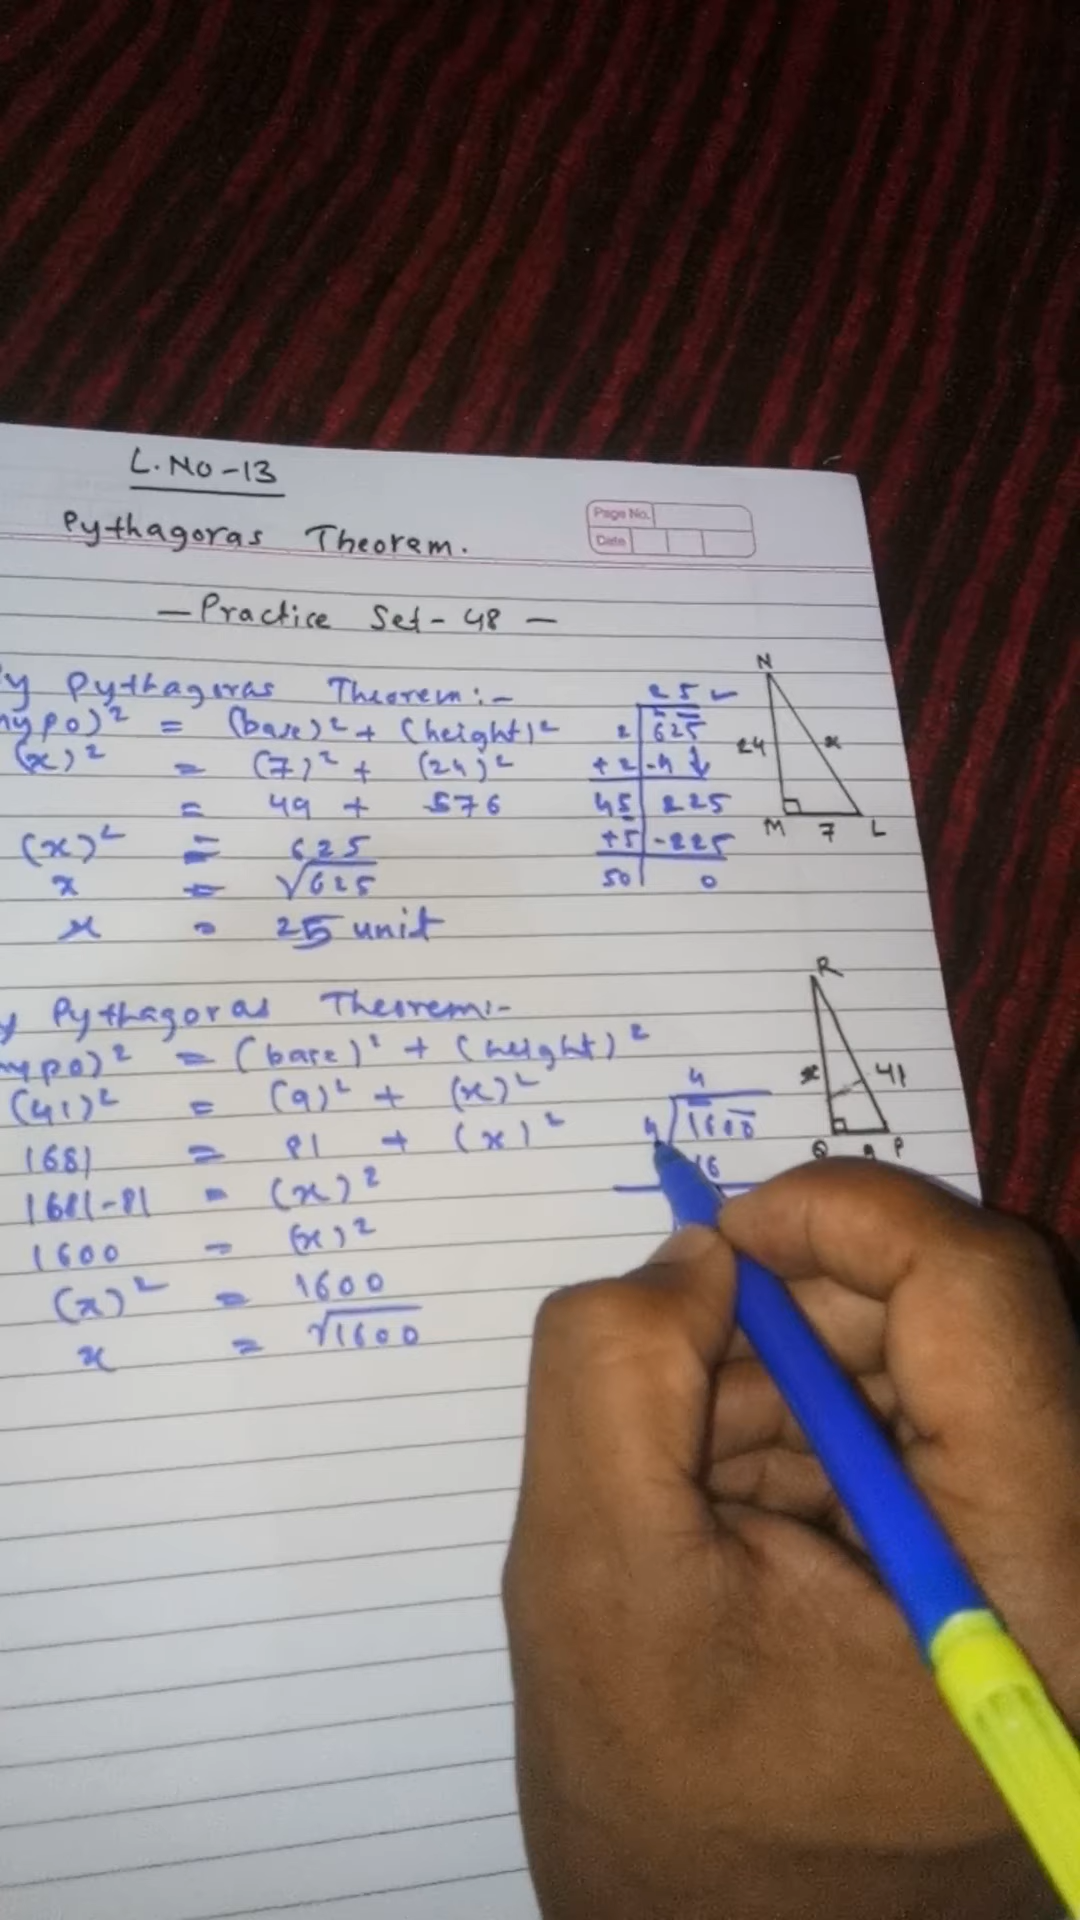 L.No-13
Pythagoras Theorem.
Page No.
Date
— Practice Set - 48 —
y Pythagoras Theorem:-
hypo)² = (base)² + (height)²
(x)² = (7)² + (24)²
= 49 + 576
(x)² = 625
x = √625
x = 25 unit
25 ✓
2 625
+2 -4 ↓
45 225
+5 -225
50 0
N
24 x
M 7 L
y Pythagoras Theorem:-
hypo)² = (base)² + (height)²
(41)² = (9)² + (x)²
1681 = 81 + (x)²
1681-81 = (x)²
1600 = (x)²
(x)² = 1600
x = √1600
4
4 1600
16
R
x 41
Q 9 P